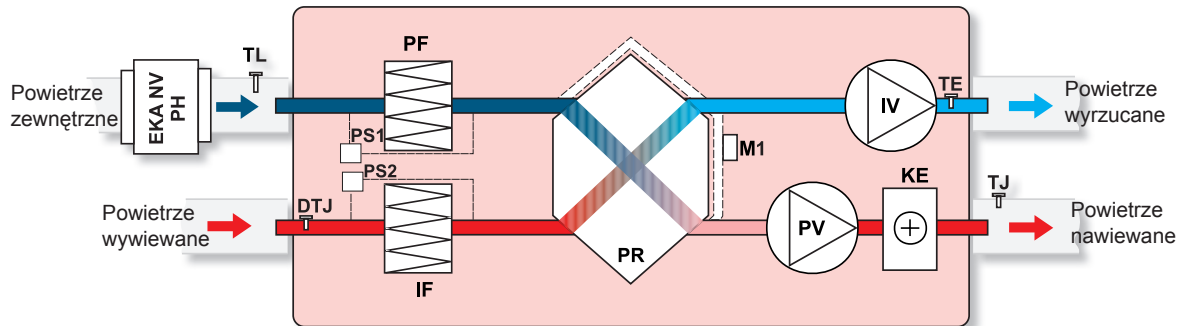 TL
PF
EKA NV
PH
Powietrze
zewnętrzne
IV
TE
Powietrze
wyrzucane
PS1
M1
PS2
KE
TJ
DTJ
Powietrze
wywiewane
PV
Powietrze
nawiewane
PR
IF